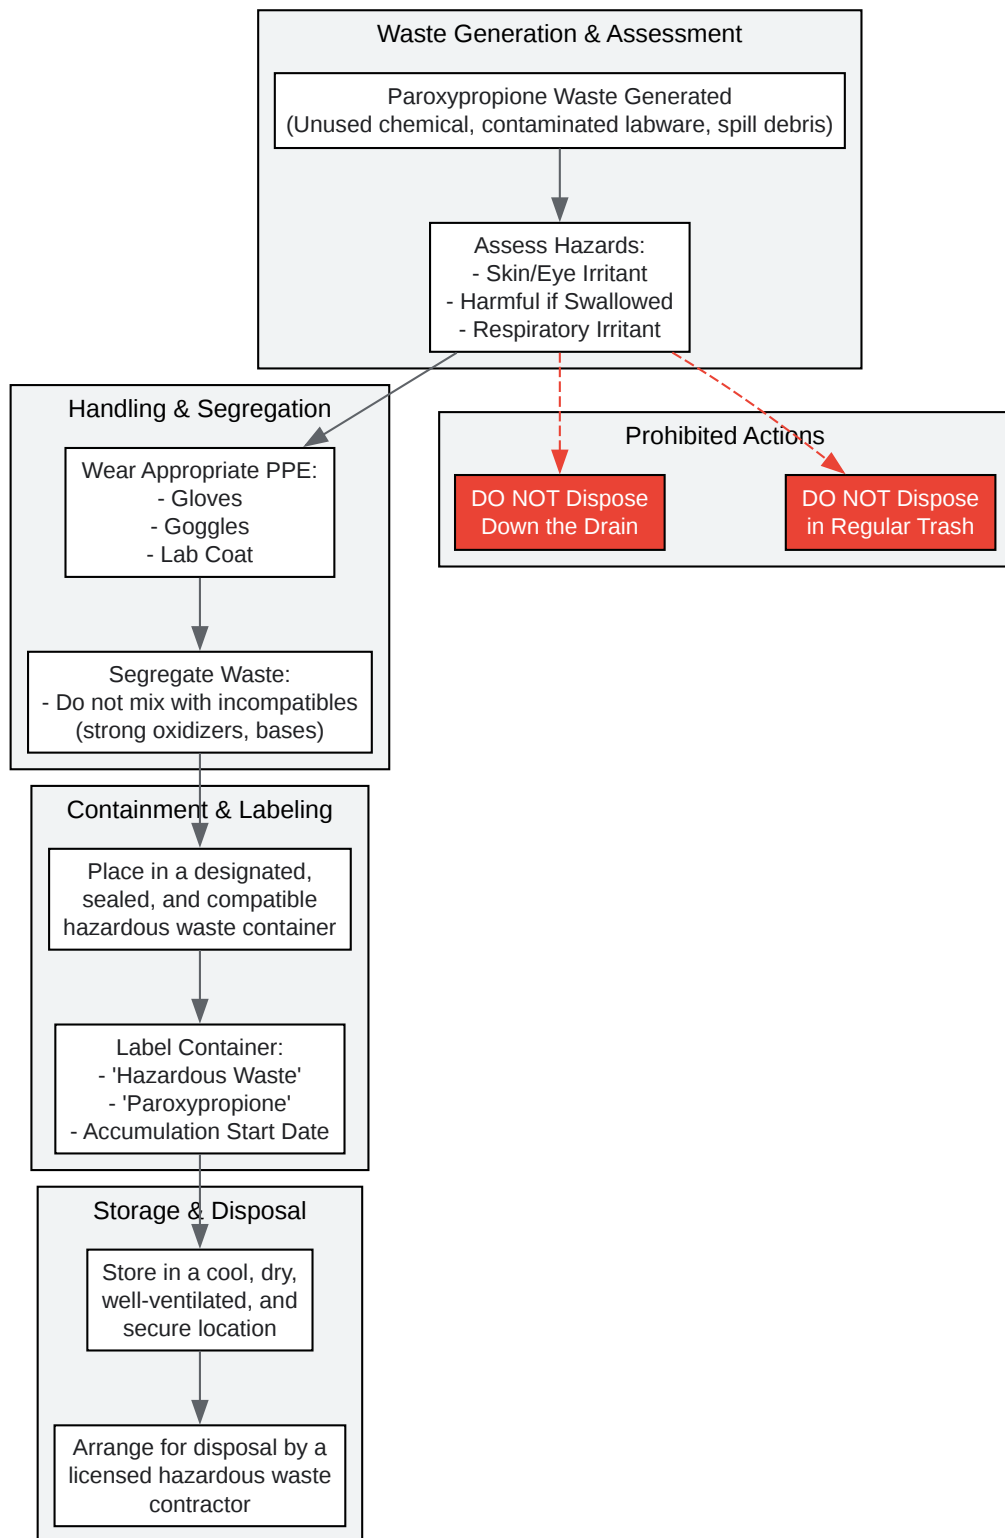 Waste Generation & Assessment
Paroxypropione Waste Generated
(Unused chemical, contaminated labware, spill debris)
Assess Hazards:
- Skin/Eye Irritant
- Harmful if Swallowed
- Respiratory Irritant
Handling & Segregation
Wear Appropriate PPE:
- Gloves
- Goggles
- Lab Coat
Segregate Waste:
- Do not mix with incompatibles
(strong oxidizers, bases)
Prohibited Actions
DO NOT Dispose
Down the Drain
DO NOT Dispose
in Regular Trash
Containment & Labeling
Place in a designated,
sealed, and compatible
hazardous waste container
Label Container:
- 'Hazardous Waste'
- 'Paroxypropione'
- Accumulation Start Date
Storage & Disposal
Store in a cool, dry,
well-ventilated, and
secure location
Arrange for disposal by a
licensed hazardous waste
contractor